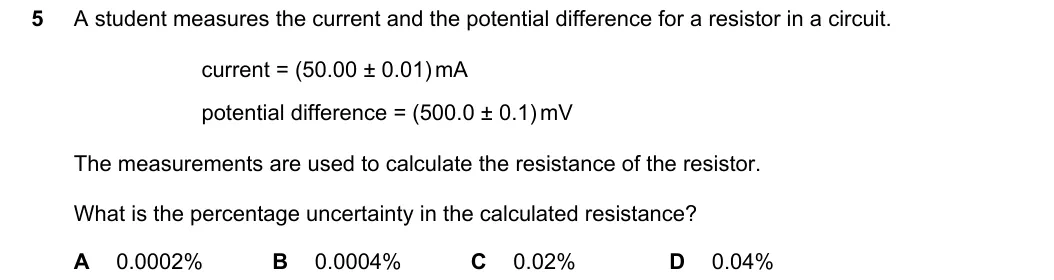 5 A student measures the current and the potential difference for a resistor in a circuit.
current = (50.00 ± 0.01) mA
potential difference = (500.0 ± 0.1) mV
The measurements are used to calculate the resistance of the resistor.
What is the percentage uncertainty in the calculated resistance?
A 0.0002% B 0.0004% C 0.02% D 0.04%